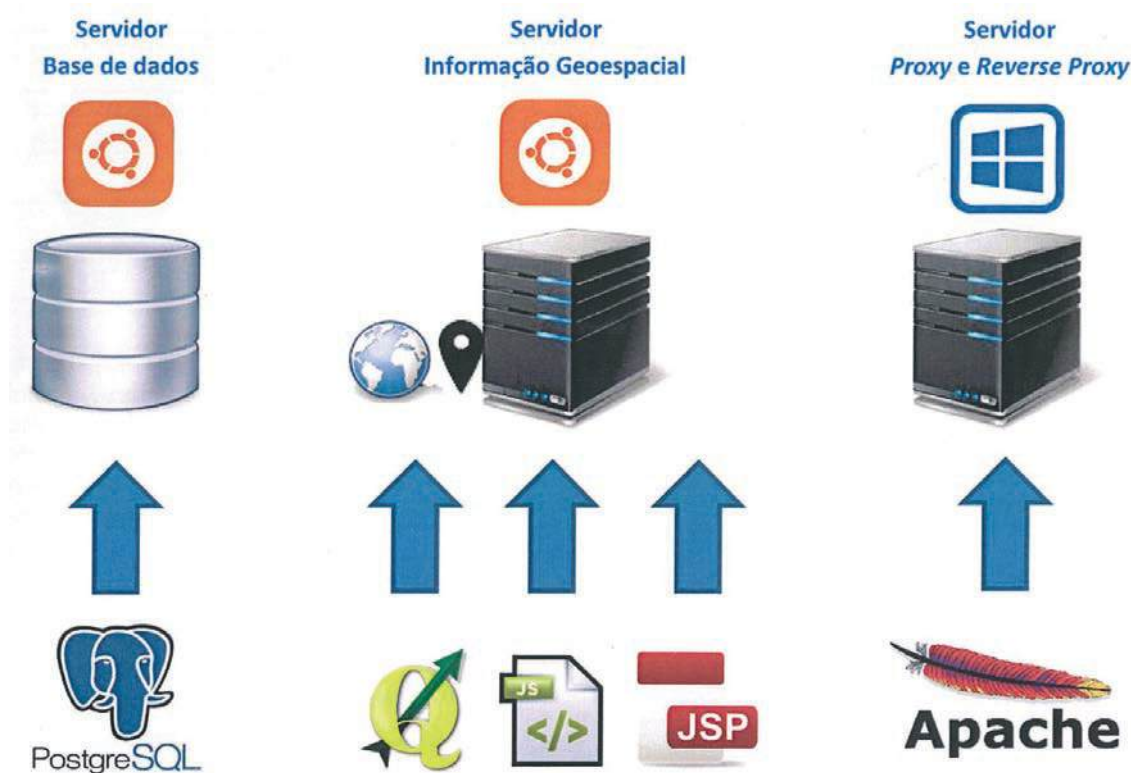 Servidor
Base de dados
Servidor
Informação Geoespacial
Servidor
Proxy e Reverse Proxy
PostgreSQL
JS
</>
JSP
Apache